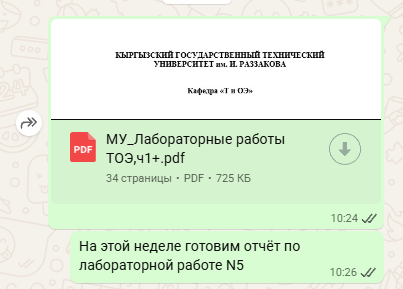 КЫРГЫЗСКИЙ ГОСУДАРСТВЕННЫЙ ТЕХНИЧЕСКИЙ
УНИВЕРСИТЕТ им. И. РАЗЗАКОВА
Кафедра «Т и ОЭ»
PDF
МУ_Лабораторные работы
ТОЭ,ч1+.pdf
34 страницы • PDF • 725 КБ
10:24
На этой неделе готовим отчёт по
лабораторной работе N5
10:26